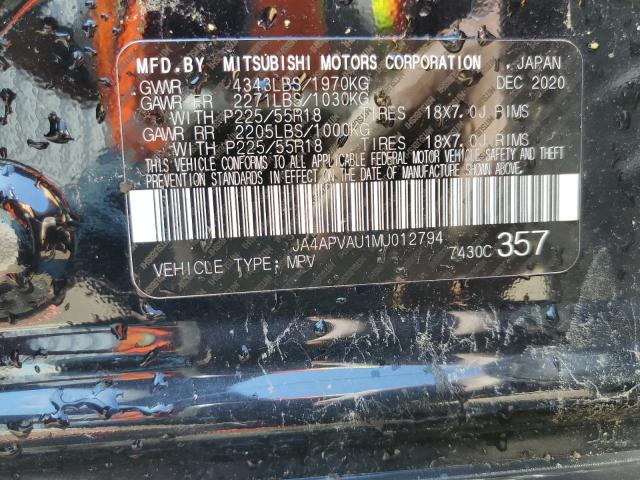 MFD.BY MITSUBISHI MOTORS CORPORATION , JAPAN
GVWR 4343LBS/1970KG DEC 2020
GAWR FR 2271LBS/1030KG
WITH P225/55R18 TIRES 18X7.0J RIMS
GAWR RR 2205LBS/1000KG
WITH P225/55R18 TIRES 18X7.0J RIMS
THIS VEHICLE CONFORMS TO ALL APPLICABLE FEDERAL MOTOR VEHICLE SAFETY AND THEFT
PREVENTION STANDARDS IN EFFECT ON THE DATE OF MANUFACTURE SHOWN ABOVE.
JA4APVAU1MU012794
VEHICLE TYPE: MPV 7430C 357